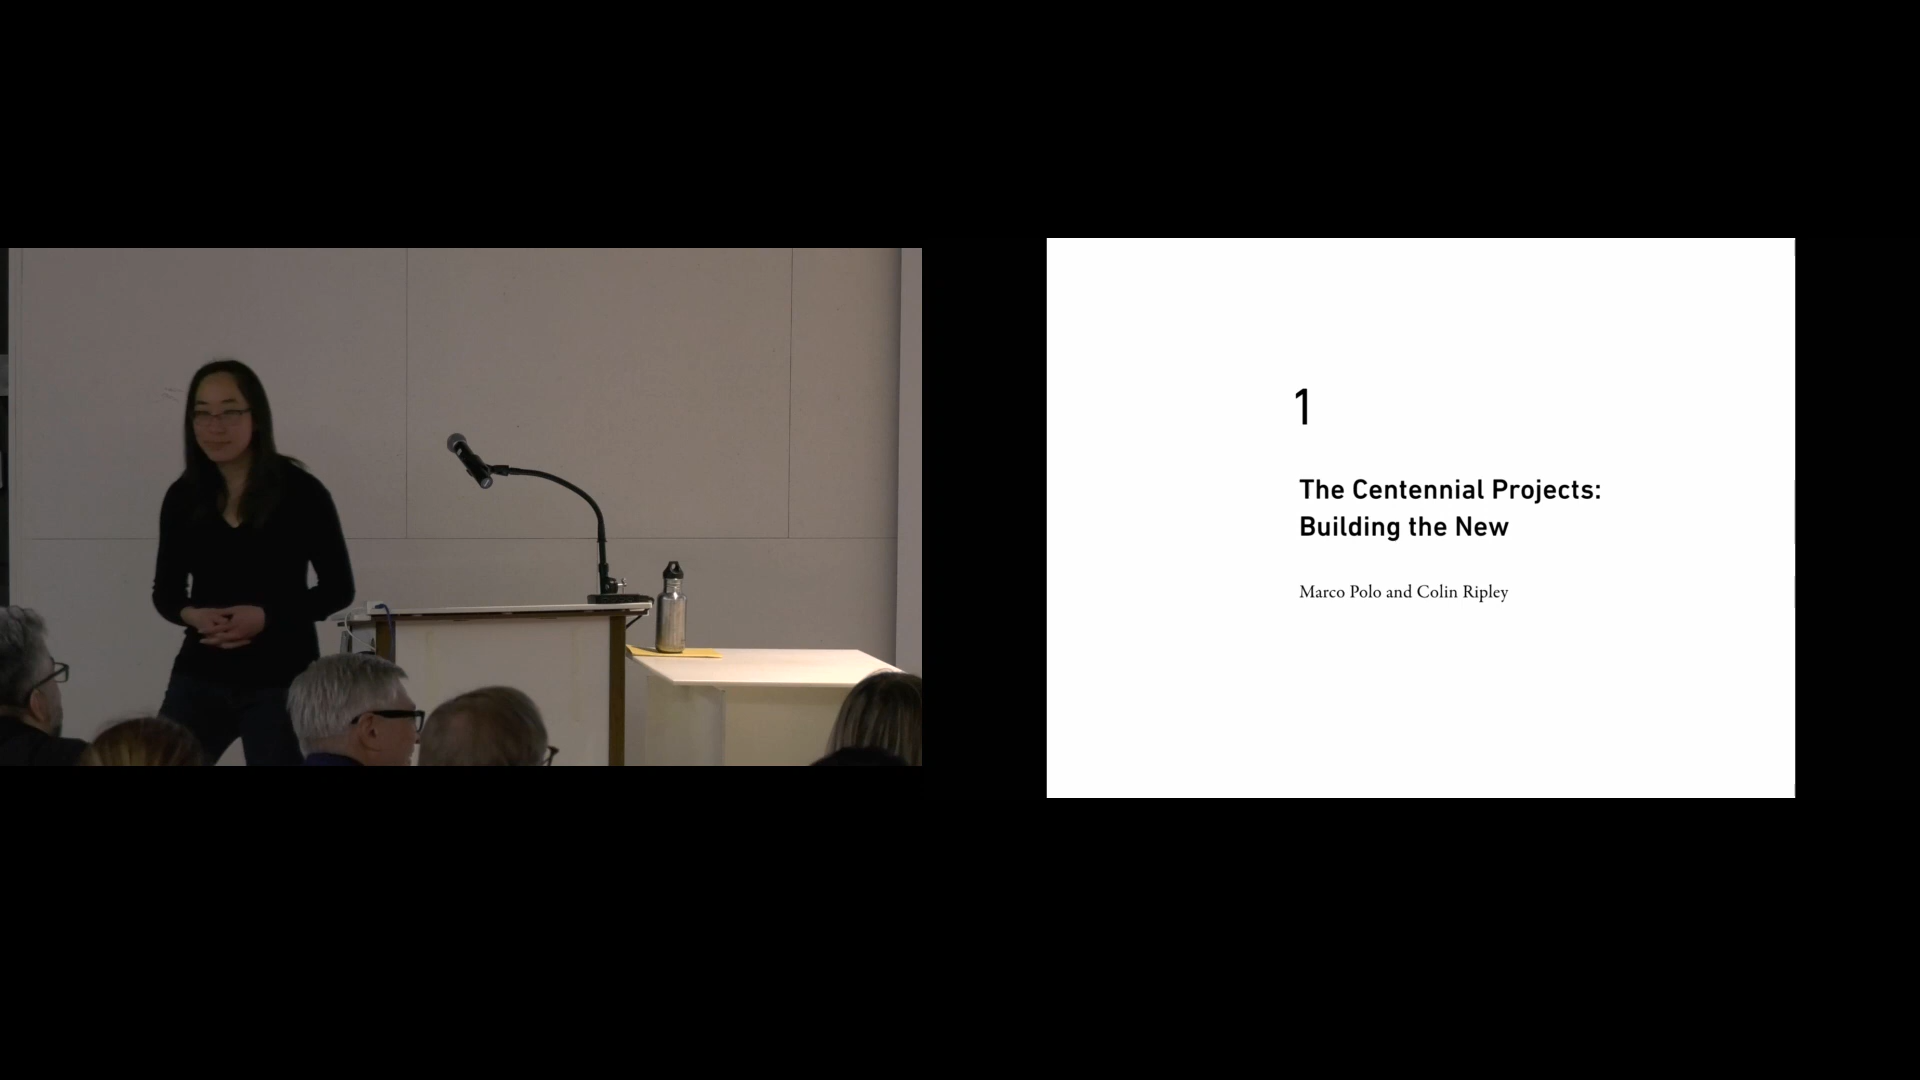 1
The Centennial Projects:
Building the New
Marco Polo and Colin Ripley